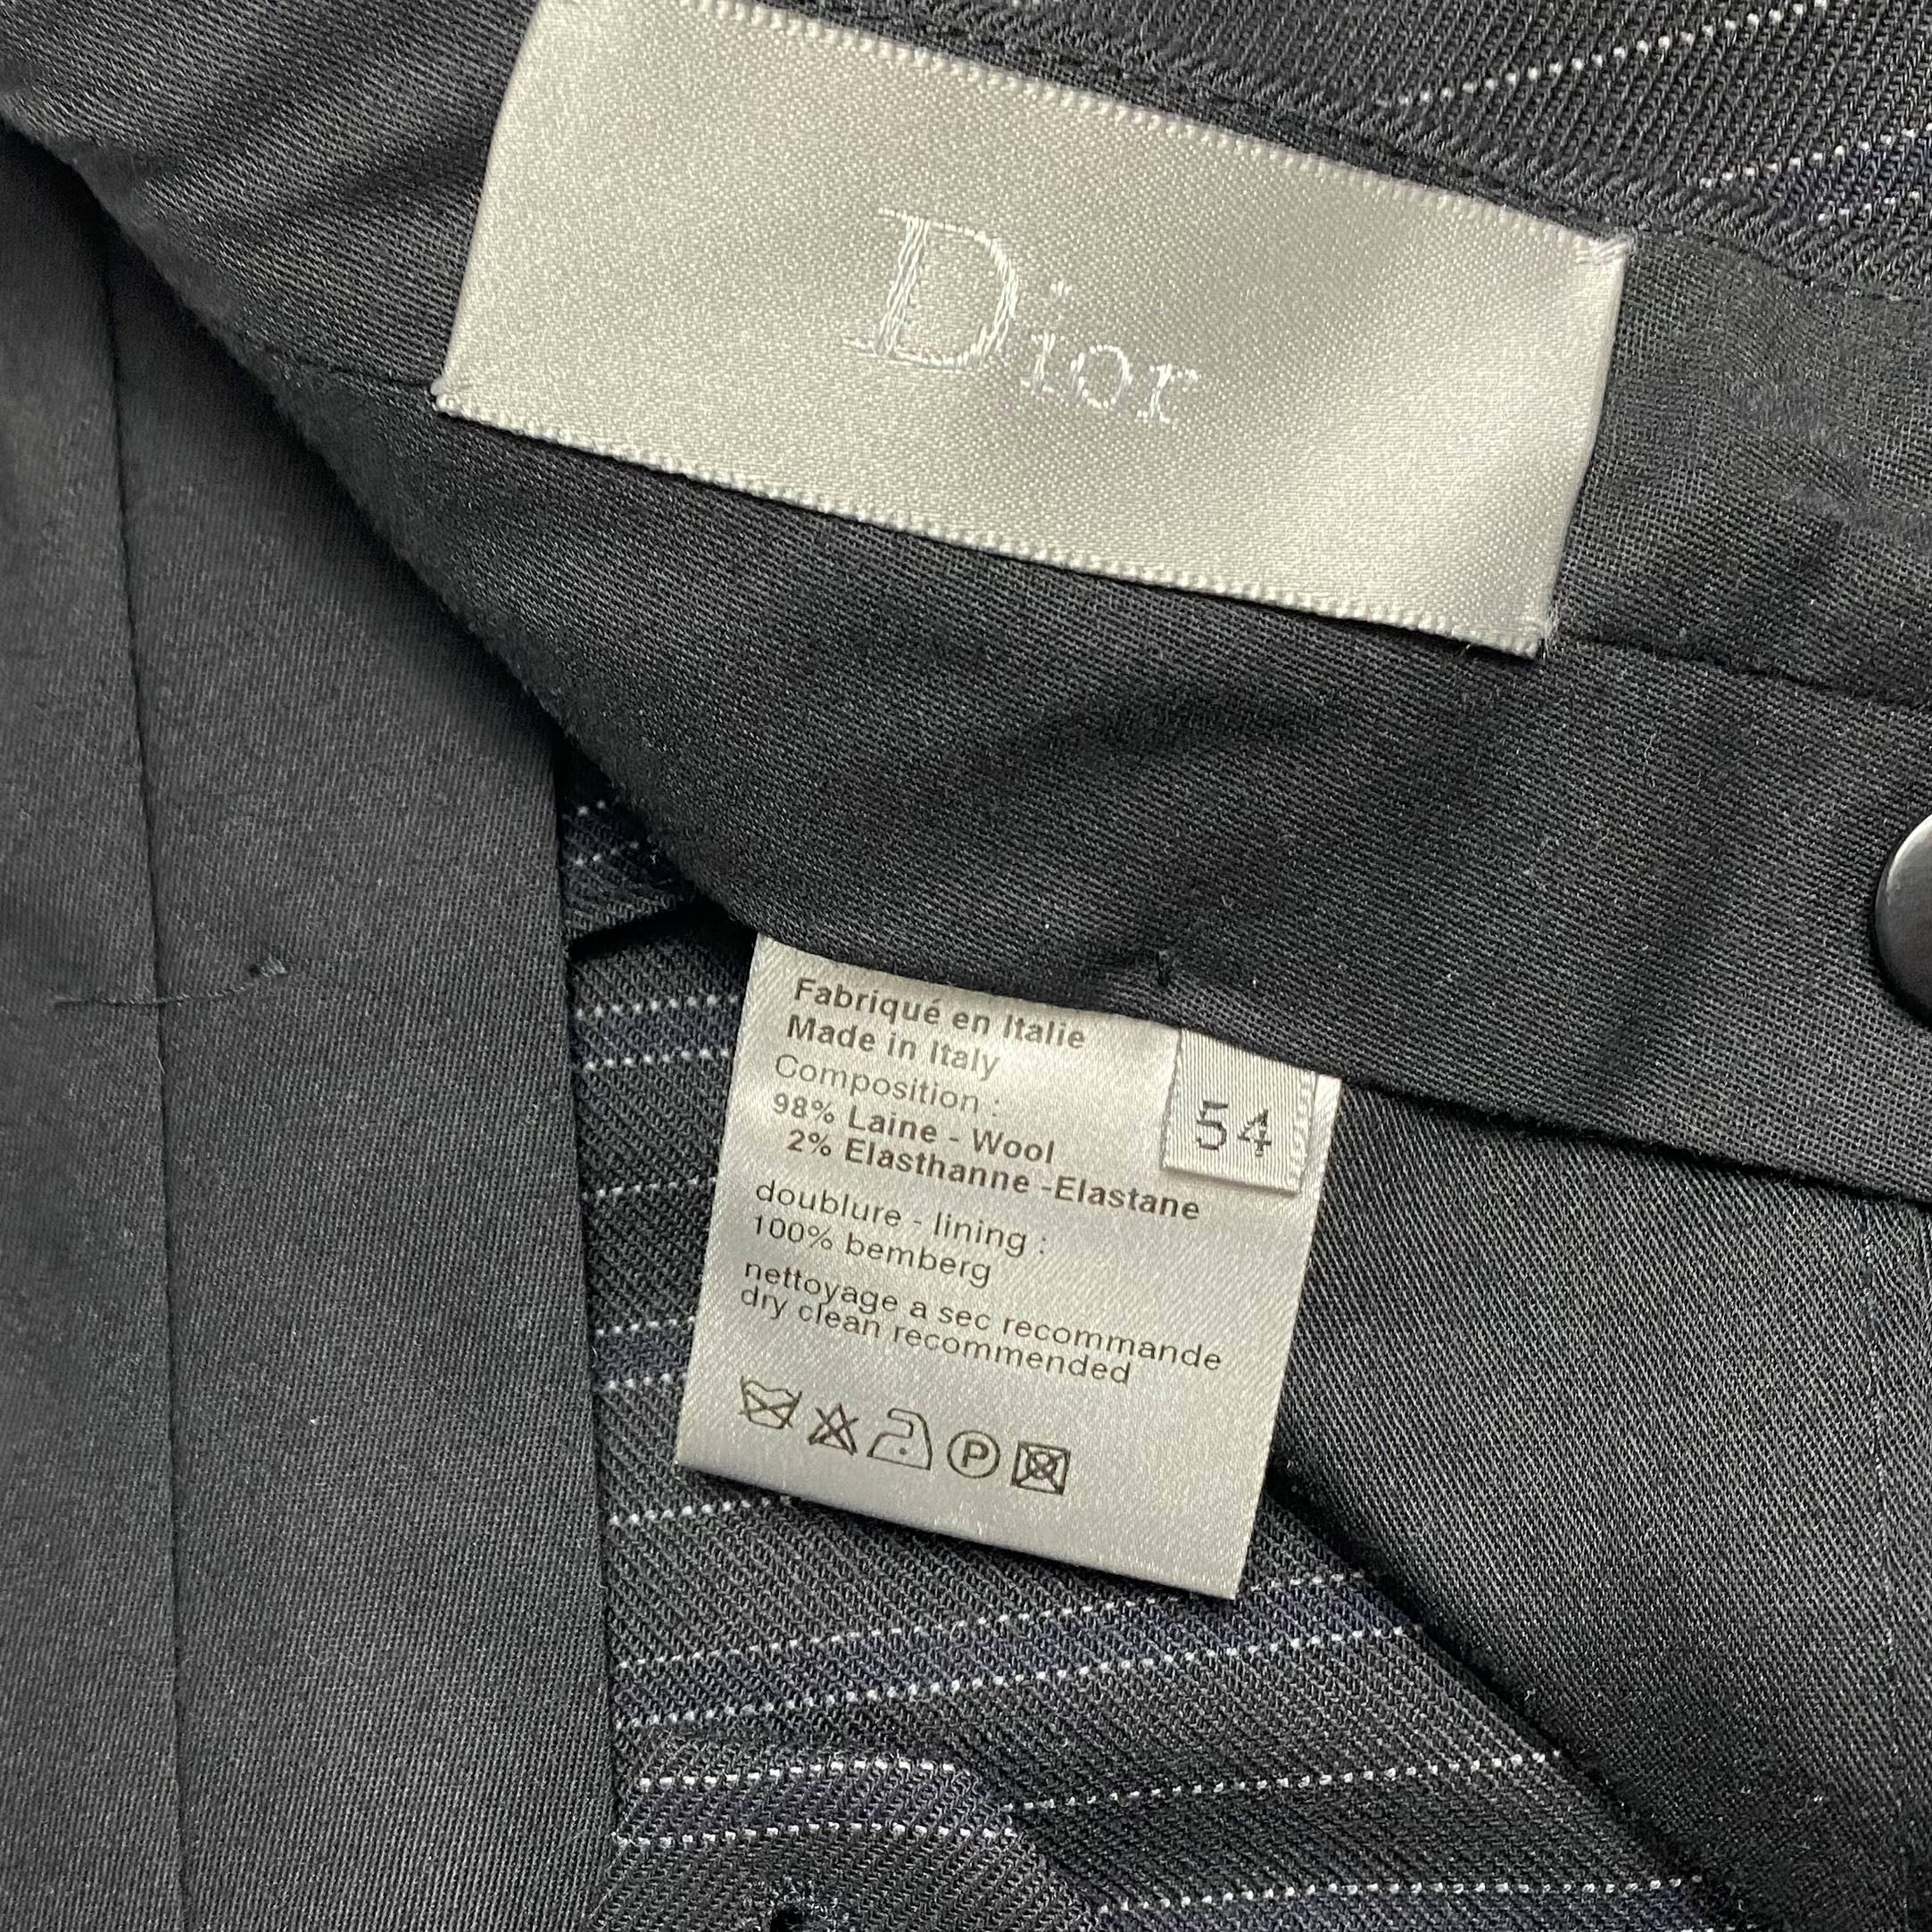 Dior
Fabriqué en Italie
Made in Italy
Composition :
98% Laine - Wool
2% Elasthanne -Elastane
54
doublure - lining :
100% bemberg
nettoyage a sec recommande
dry clean recommended
P